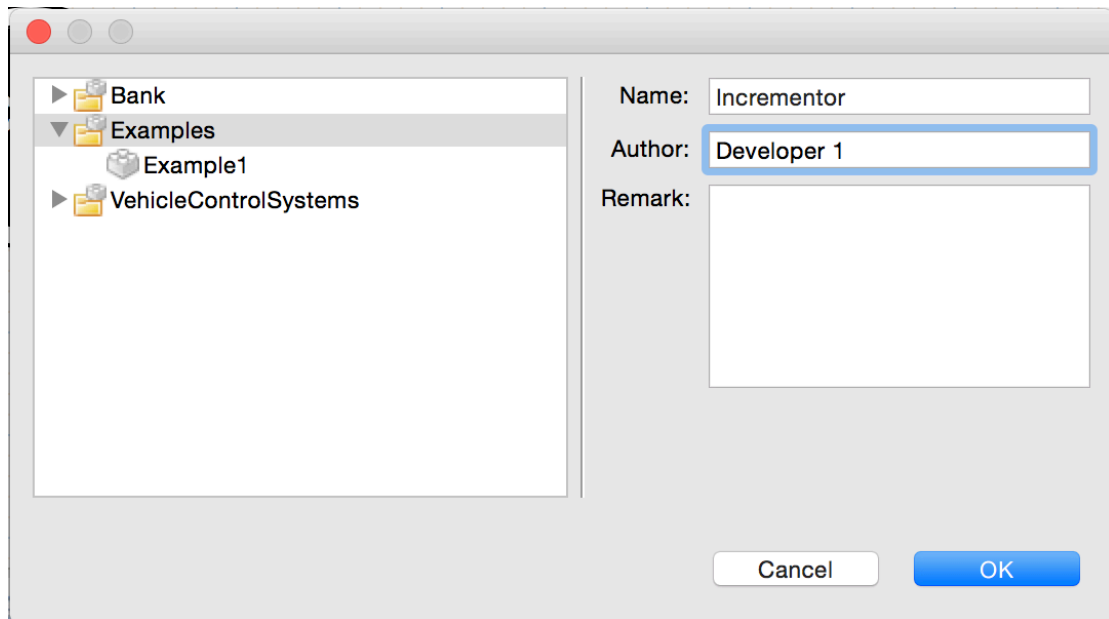 Bank
Examples
Example1
VehicleControlSystems
Name: Incrementor
Author: Developer 1
Remark:
Cancel OK